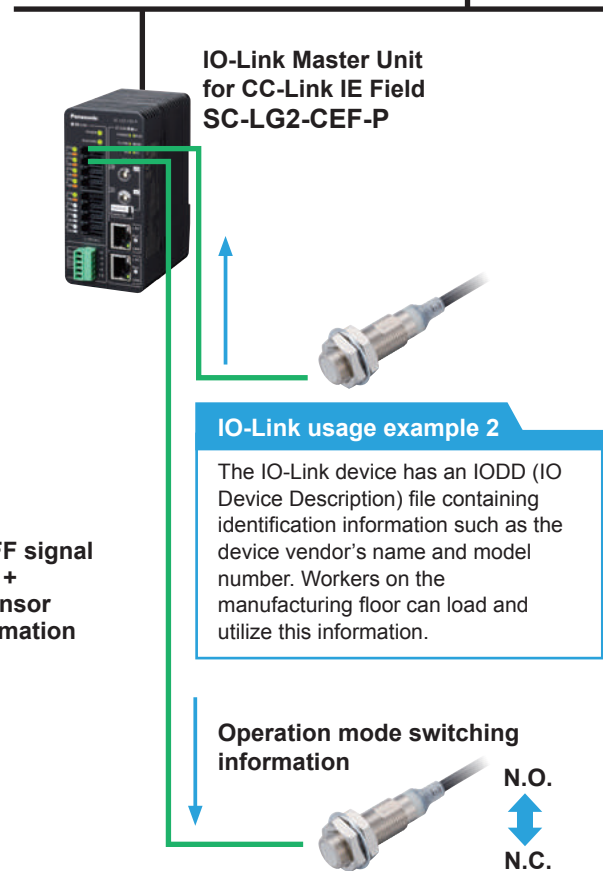 IO-Link Master Unit
for CC-Link IE Field
SC-LG2-CEF-P
Panasonic
IO-Link usage example 2
The IO-Link device has an IODD (IO
Device Description) file containing
identification information such as the
device vendor's name and model
number. Workers on the
manufacturing floor can load and
utilize this information.
FF signal
+
nsor
mation
Operation mode switching
information
N.O.
N.C.